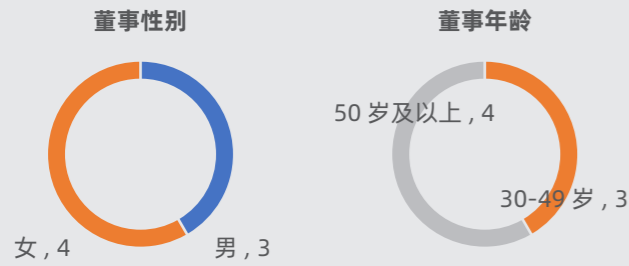 董事性别
董事年龄
50 岁及以上 , 4
30-49 岁 , 3
女 , 4
男 , 3